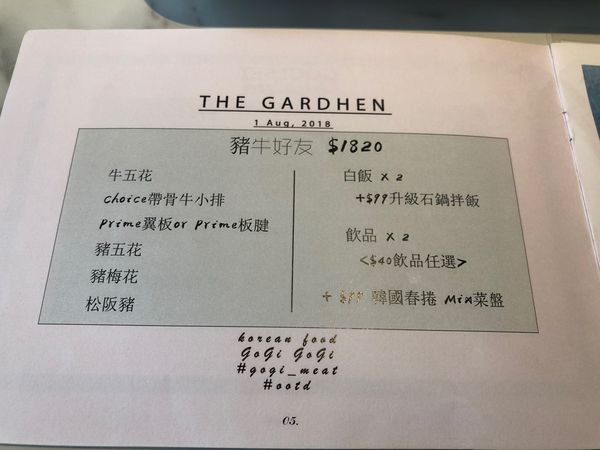 THE GARDHEN
1 Aug, 2018
豬牛好友 $1820
牛五花
choice帶骨牛小排
prime翼板or prime板腱
豬五花
豬梅花
松阪豬
白飯 X 2
+$99升級石鍋拌飯
飲品 X 2
<$40飲品任選>
+ $99 韓國春捲 Mix菜盤
korean food
GoGi GoGi
#gogi_meat
#ootd
05.